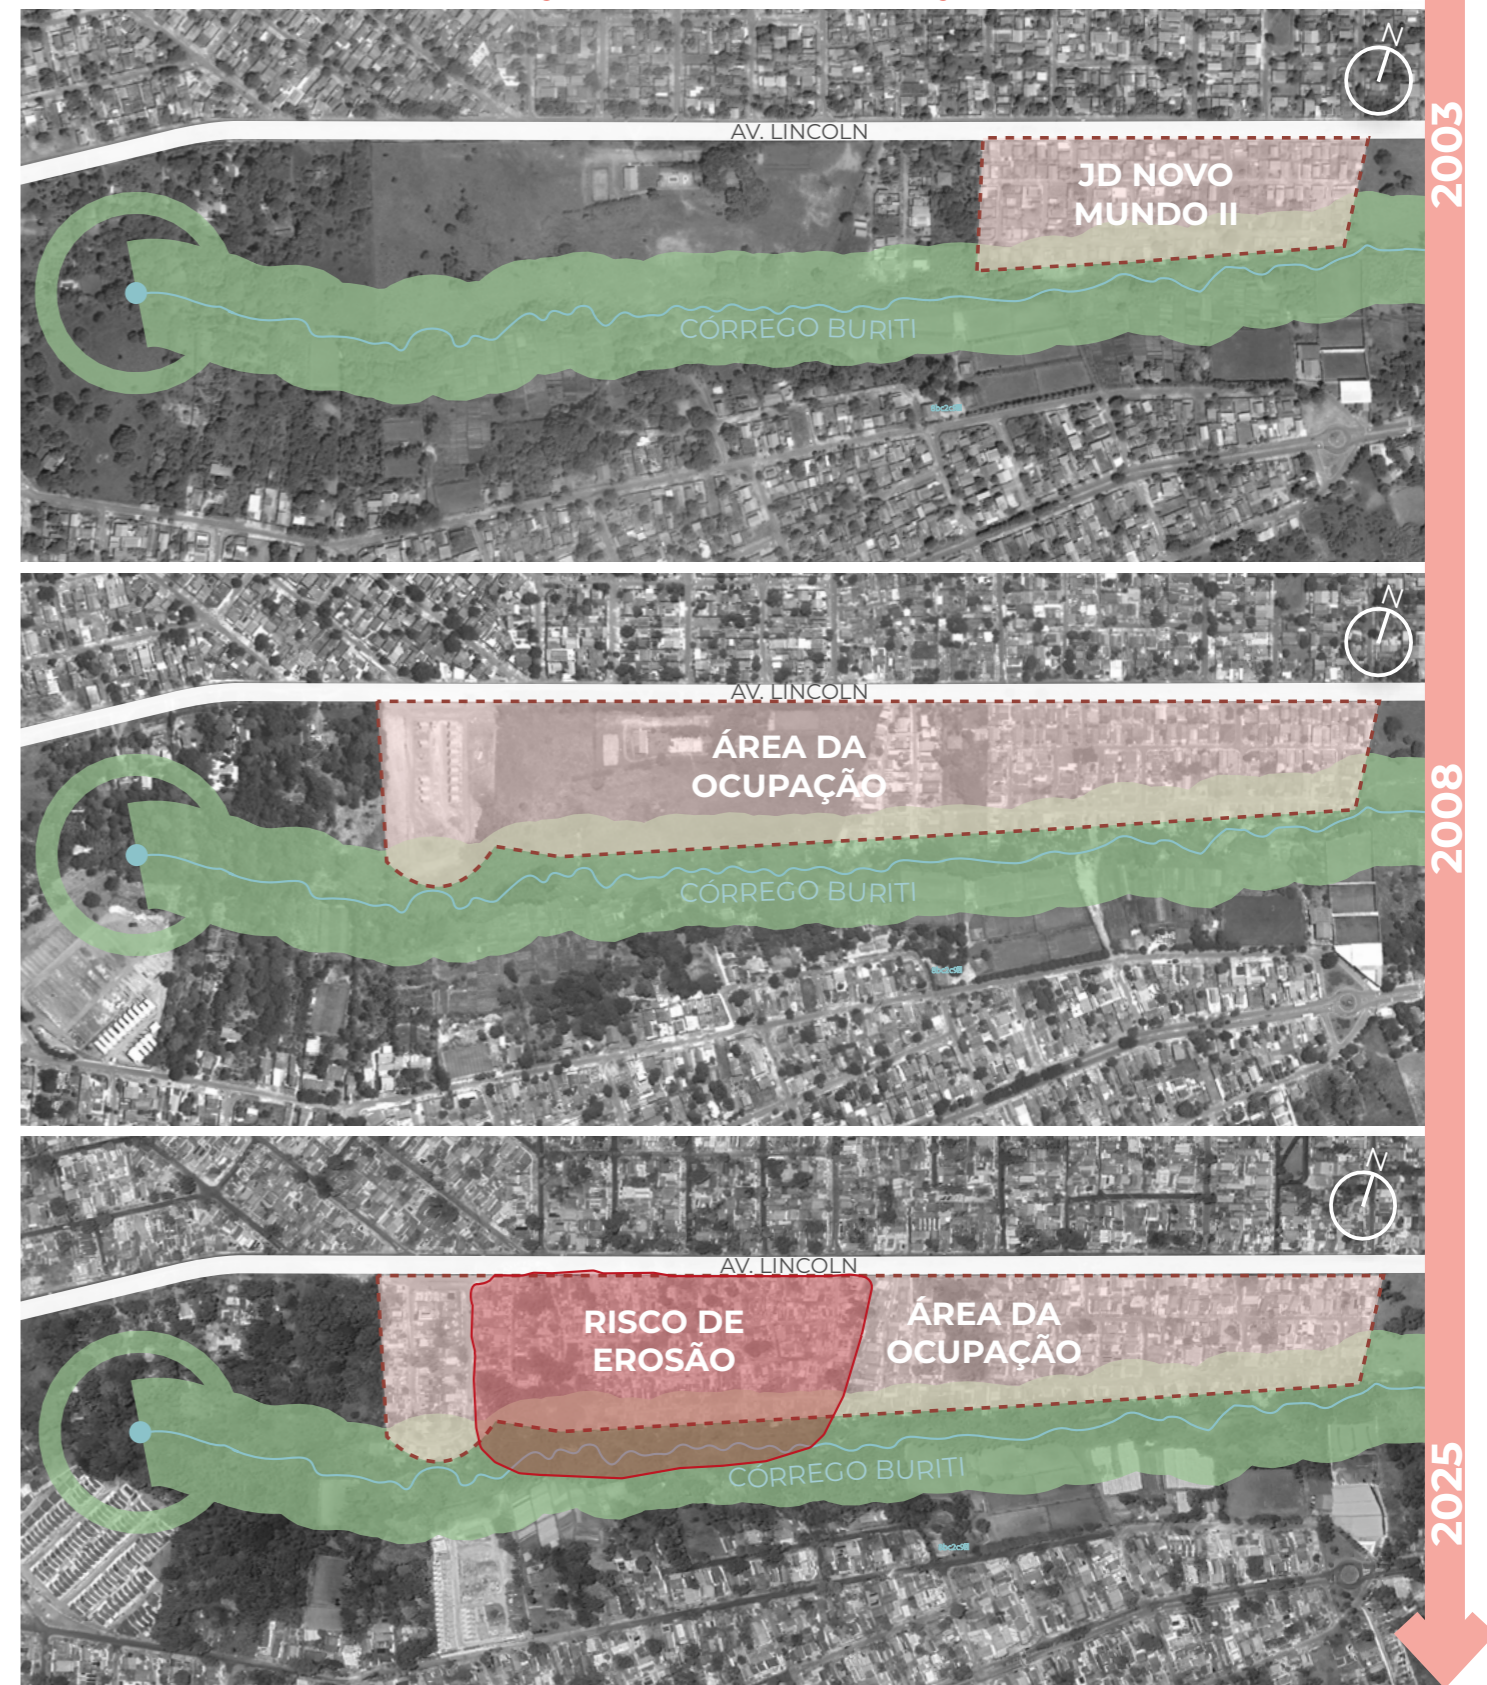 N
AV. LINCOLN
JD NOVO
MUNDO II
2003
CÓRREGO BURITI
N
AV. LINCOLN
ÁREA DA
OCUPAÇÃO
2008
CÓRREGO BURITI
N
AV. LINCOLN
RISCO DE
EROSÃO
ÁREA DA
OCUPAÇÃO
CÓRREGO BURITI
2025